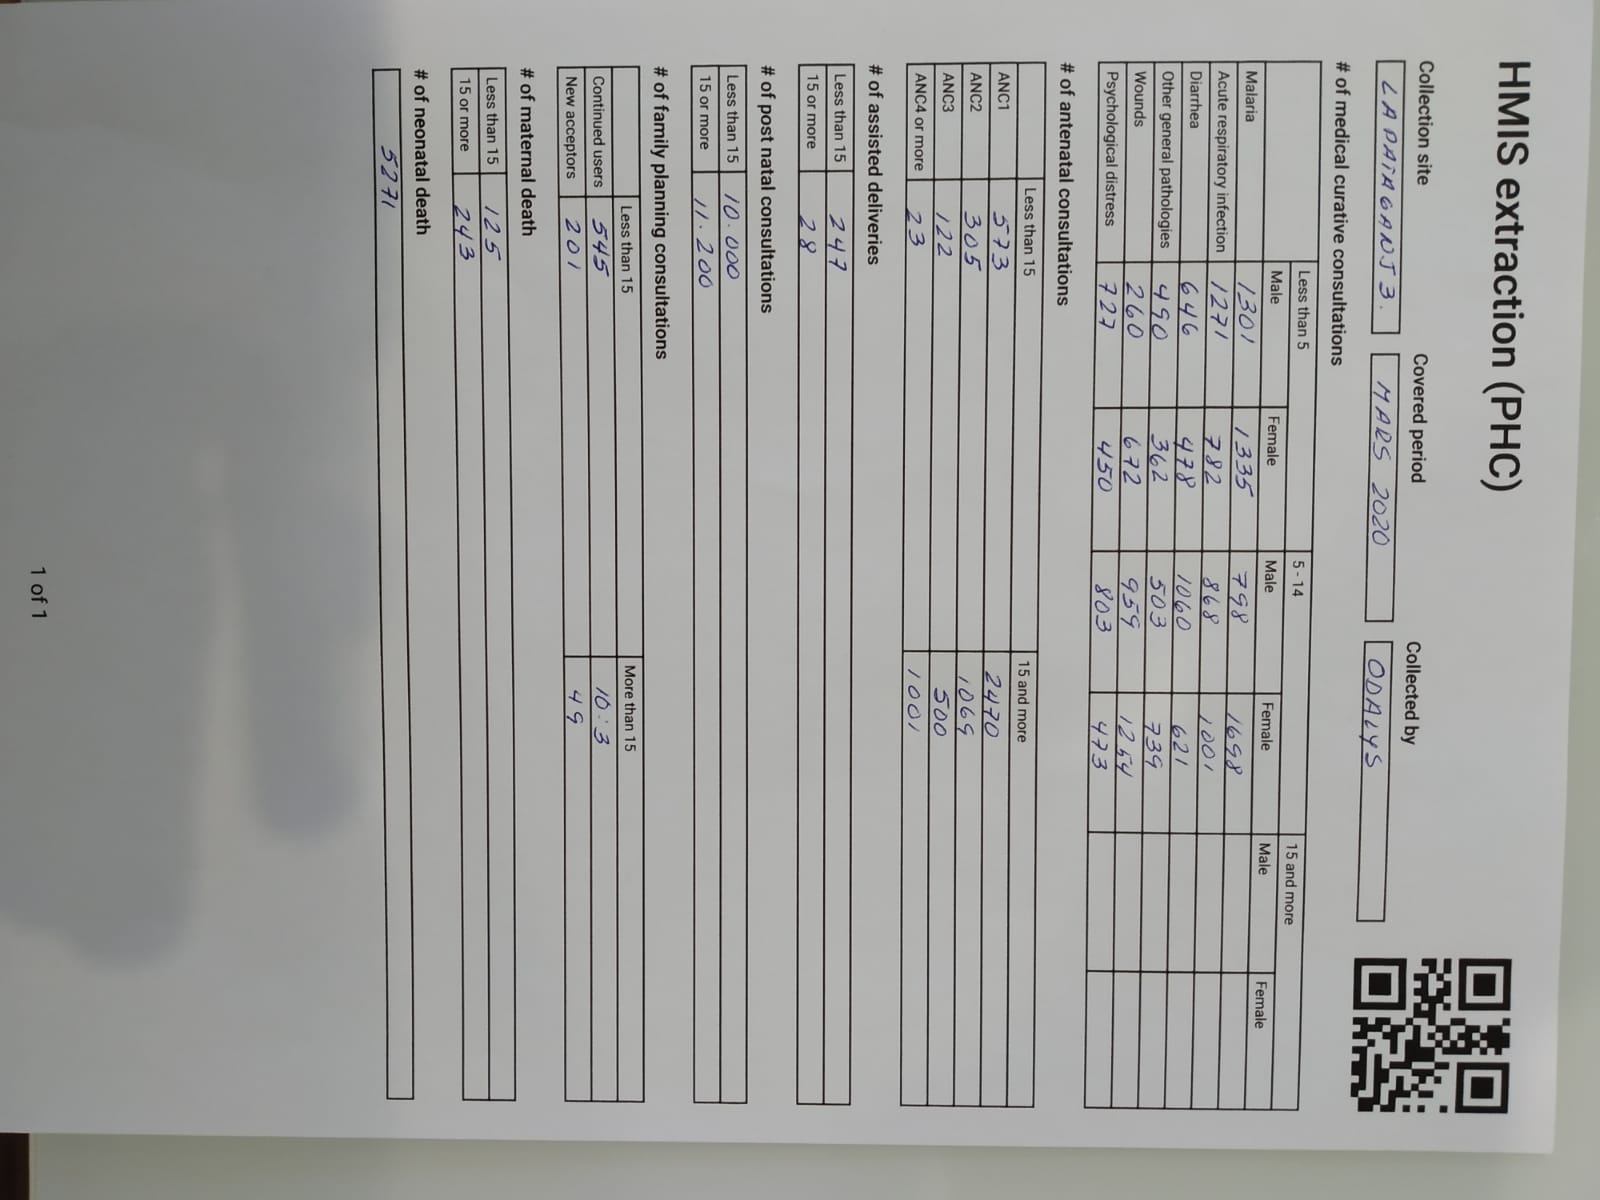 HMIS extraction (PHC)
Collection site Covered period Collected by
LADAIGANJ 3. MARS 2020 ODALYS
# of medical curative consultations
Less than 5 5 - 14 15 and more
Male Female Male Female Male Female
Malaria 1301 1335 798 1698
Acute respiratory infection 1271 782 868 1001
Diarrhea 646 478 1060 621
Other general pathologies 490 362 503 739
Wounds 260 672 959 1254
Psychological distress 727 450 803 473
# of antenatal consultations
Less than 15 15 and more
ANC1 573 2470
ANC2 305 1069
ANC3 122 500
ANC4 or more 23 1001
# of assisted deliveries
Less than 15 247
15 or more 28
# of post natal consultations
Less than 15 10.000
15 or more 11.200
# of family planning consultations
Less than 15 More than 15
Continued users 545
New acceptors 201 49
# of maternal death
Less than 15 125
15 or more 243
# of neonatal death
5271
1 of 1